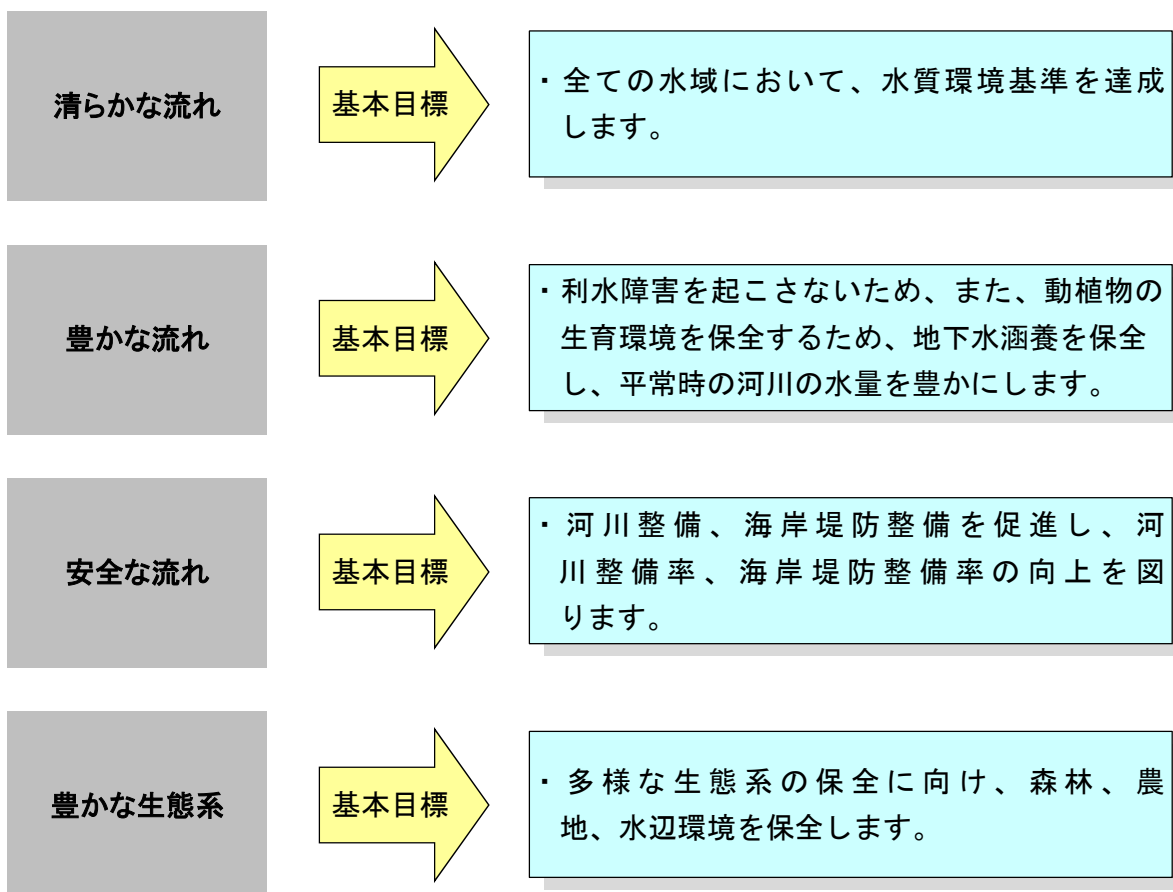 清らかな流れ
基本目標
・全ての水域において、水質環境基準を達成
します。
豊かな流れ
基本目標
・利水障害を起こさないため、また、動植物の
生育環境を保全するため、地下水涵養を保全
し、平常時の河川の水量を豊かにします。
安全な流れ
基本目標
・河川整備、海岸堤防整備を促進し、河
川整備率、海岸堤防整備率の向上を図
ります。
豊かな生態系
基本目標
・多様な生態系の保全に向け、森林、農
地、水辺環境を保全します。